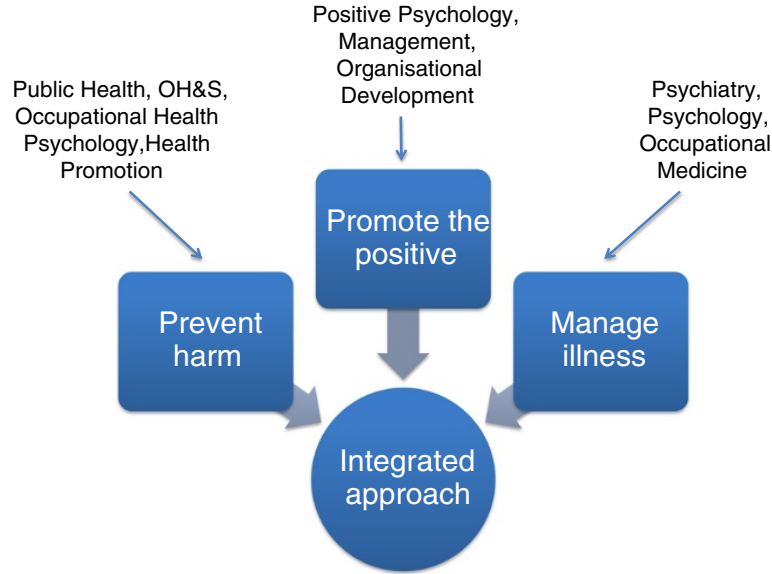 Positive Psychology,
Management,
Organisational
Development
Public Health, OH&S,
Occupational Health
Psychology,Health
Promotion
Psychiatry,
Psychology,
Occupational
Medicine
Promote the
positive
Prevent
harm
Manage
illness
Integrated
approach